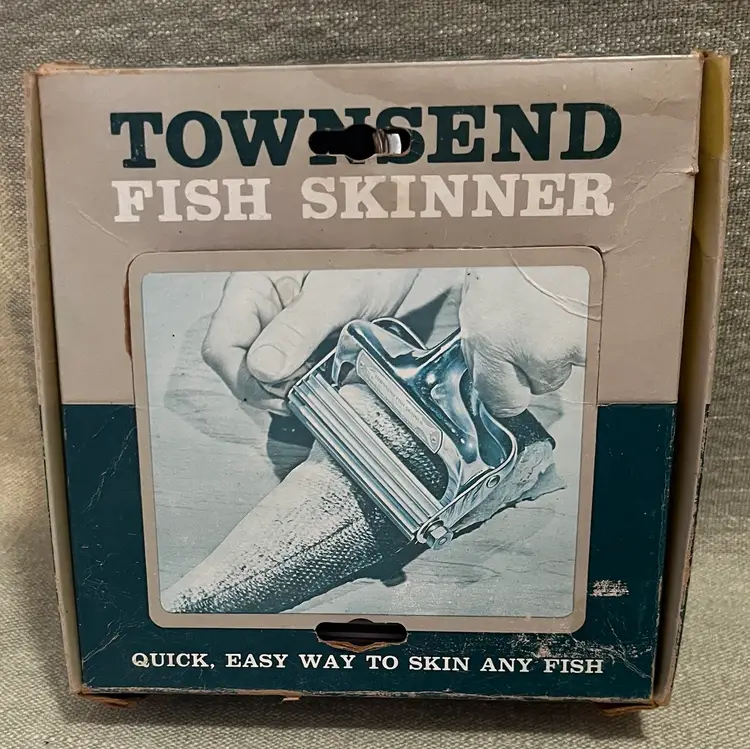 TOWNSEND
FISH SKINNER
QUICK, EASY WAY TO SKIN ANY FISH